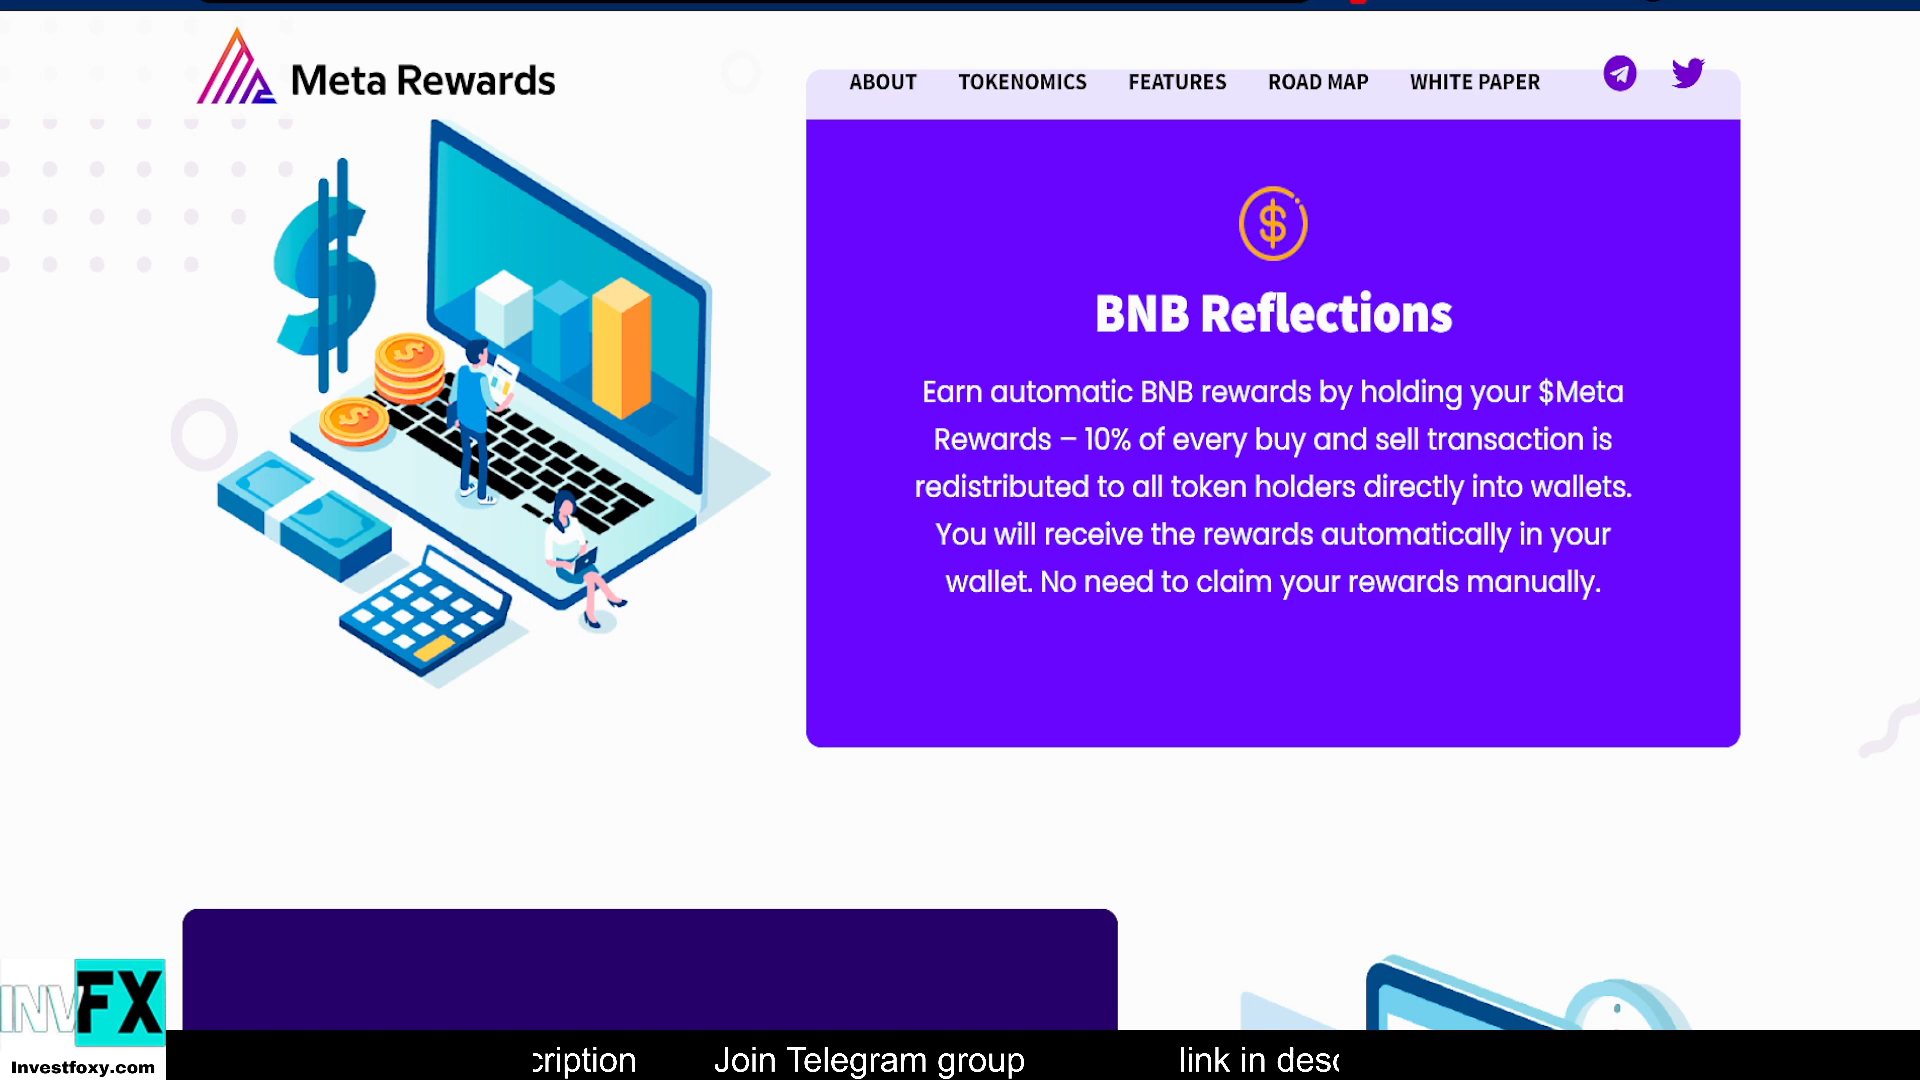 Meta Rewards
ABOUT TOKENOMICS FEATURES ROAD MAP WHITE PAPER
BNB Reflections
Earn automatic BNB rewards by holding your $Meta
Rewards – 10% of every buy and sell transaction is
redistributed to all token holders directly into wallets.
You will receive the rewards automatically in your
wallet. No need to claim your rewards manually.
INVFX
Investfoxy.com
cription Join Telegram group link in desc